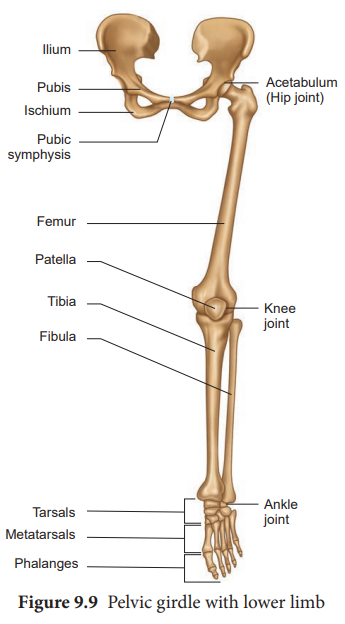 Ilium
Pubis
Ischium
Pubic
symphysis
Acetabulum
(Hip joint)
Femur
Patella
Tibia
Fibula
Knee
joint
Tarsals
Metatarsals
Phalanges
Ankle
joint
Figure 9.9 Pelvic girdle with lower limb